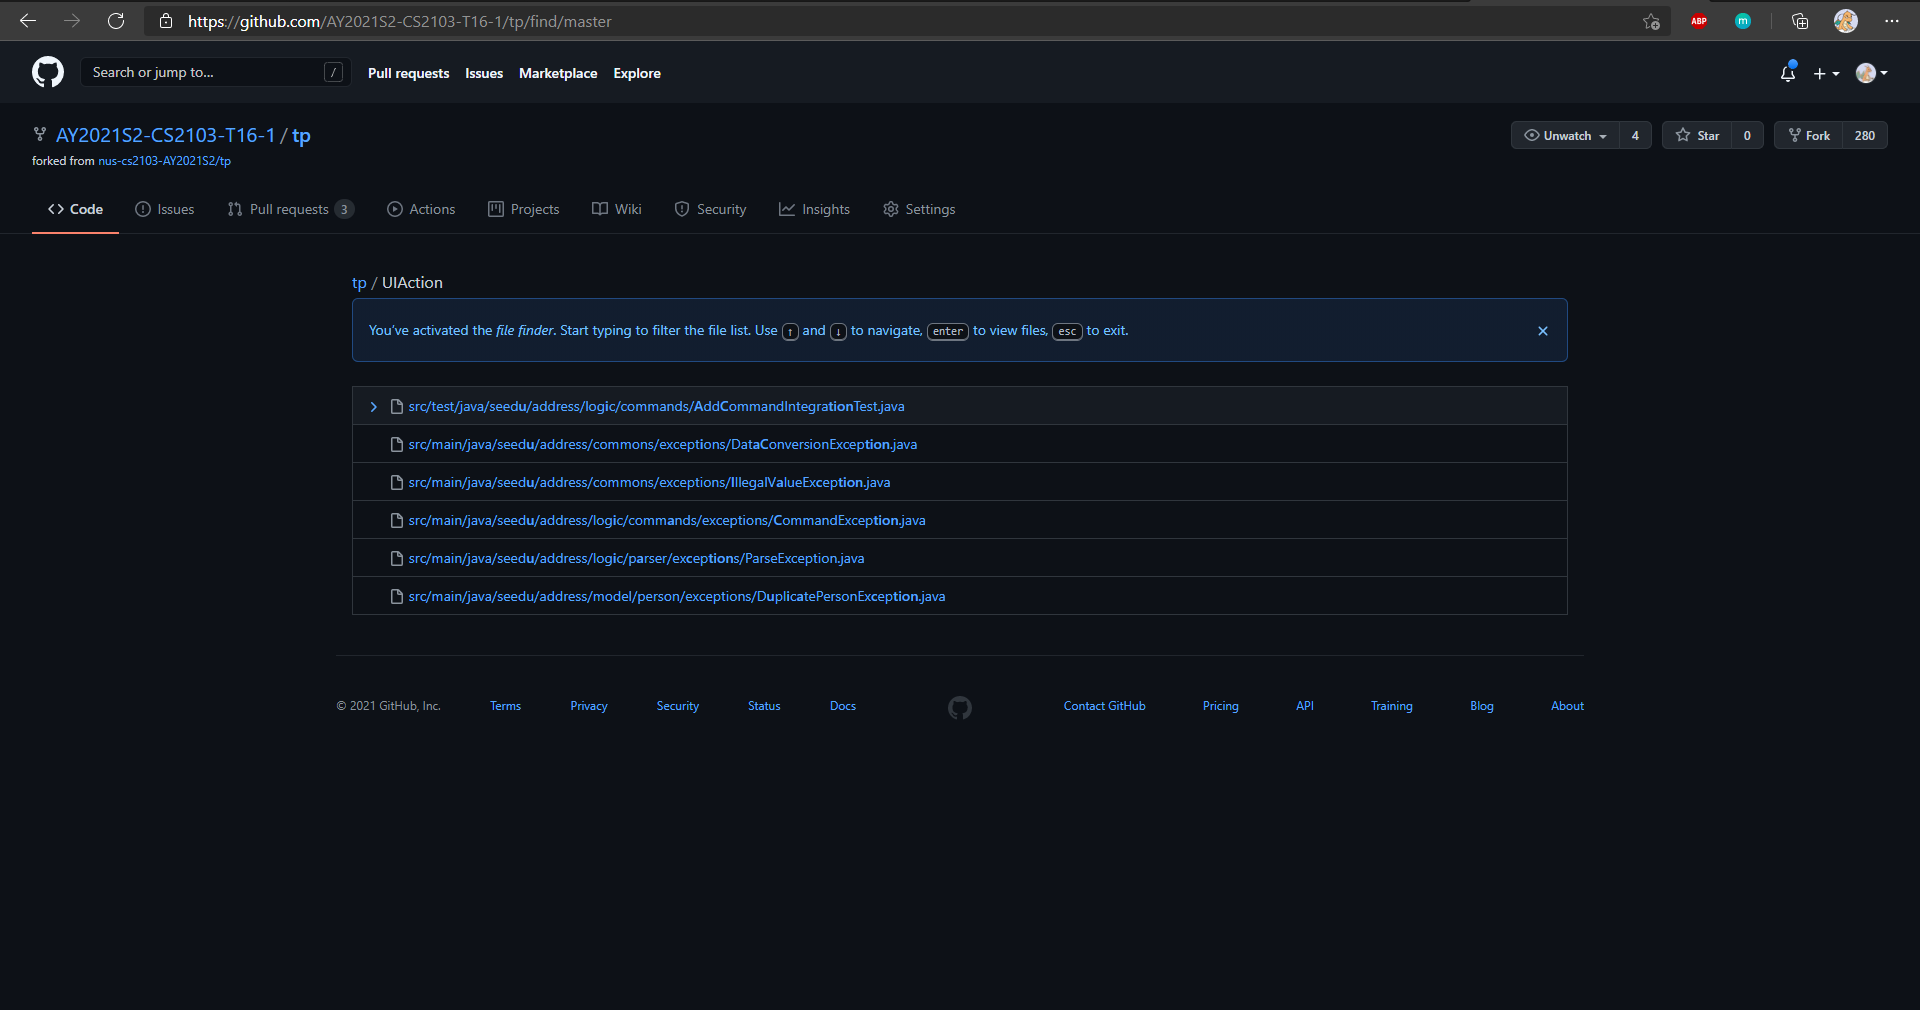 https://github.com/AY2021S2-CS2103-T16-1/tp/find/master
ABP
m
Search or jump to...
/
Pull requests Issues Marketplace Explore
AY2021S2-CS2103-T16-1 / tp
Unwatch 4 Star 0 Fork 280
forked from nus-cs2103-AY2021S2/tp
Code Issues Pull requests 3 Actions Projects Wiki Security Insights Settings
tp / UIAction
You've activated the file finder. Start typing to filter the file list. Use ↑ and ↓ to navigate, enter to view files, esc to exit.
src/test/java/seedu/address/logic/commands/AddCommandIntegrationTest.java
src/main/java/seedu/address/commons/exceptions/DataConversionException.java
src/main/java/seedu/address/commons/exceptions/IllegalValueException.java
src/main/java/seedu/address/logic/commands/exceptions/CommandException.java
src/main/java/seedu/address/logic/parser/exceptions/ParseException.java
src/main/java/seedu/address/model/person/exceptions/DuplicatePersonException.java
© 2021 GitHub, Inc. Terms Privacy Security Status Docs Contact GitHub Pricing API Training Blog About